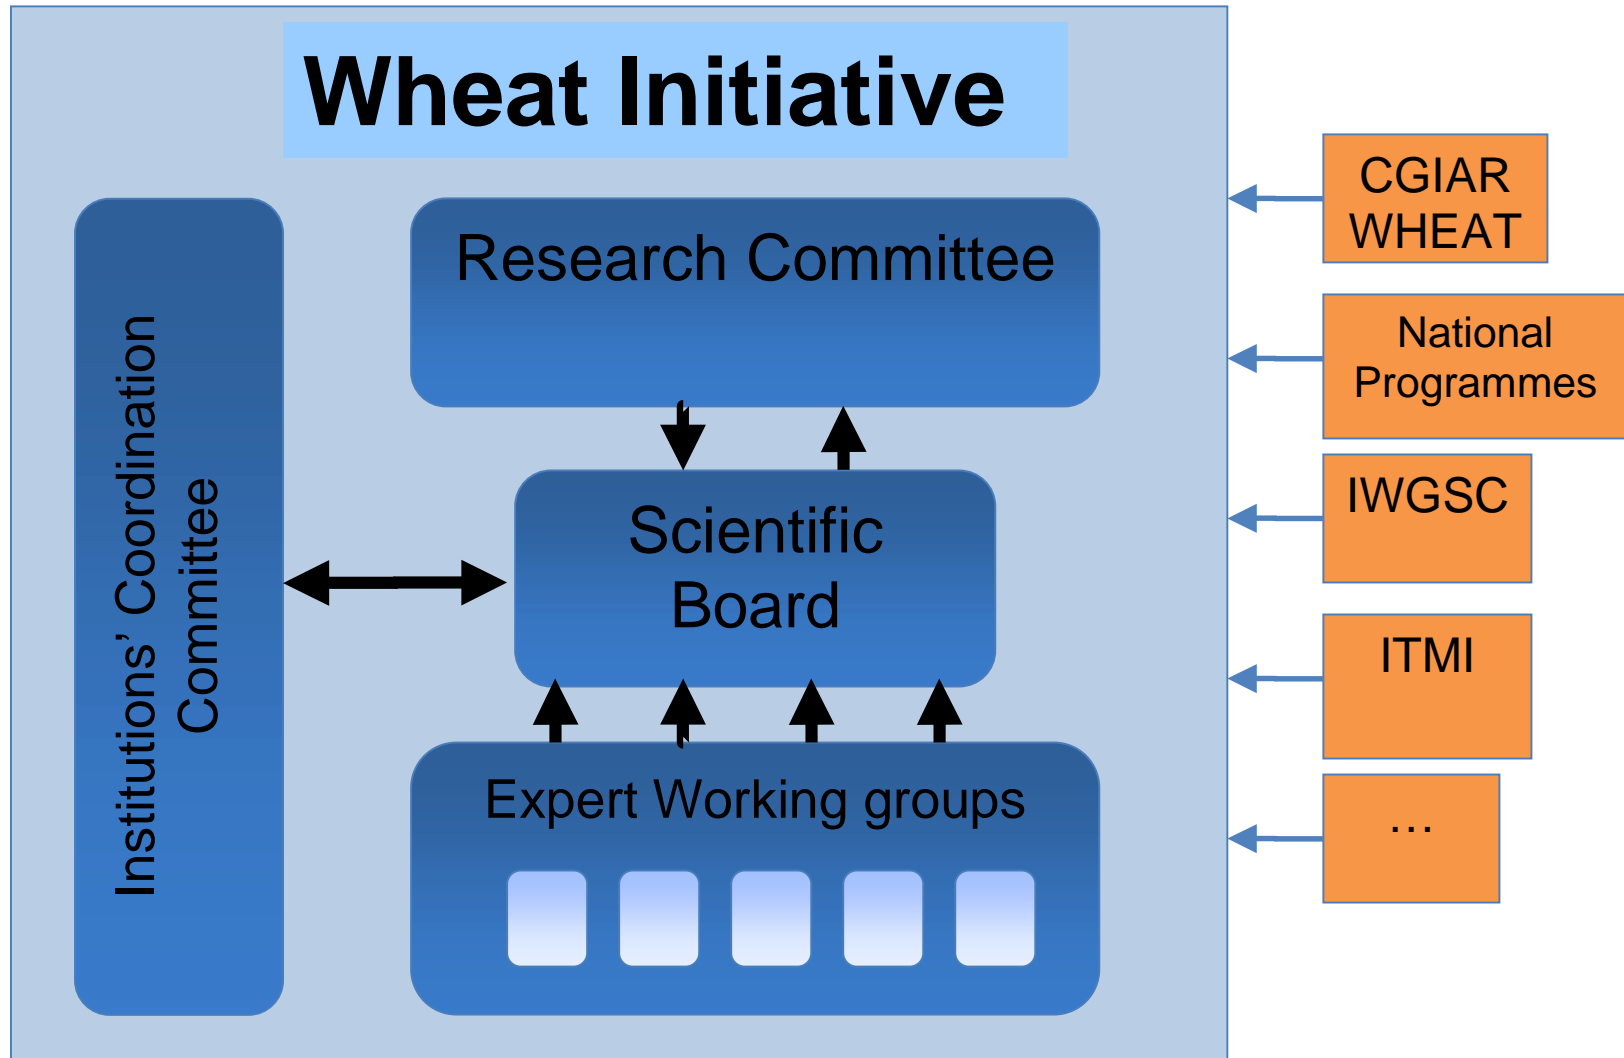 Wheat Initiative
Institutions’ Coordination
Committee
Research Committee
Scientific
Board
Expert Working groups
CGIAR
WHEAT
National
Programmes
IWGSC
ITMI
…